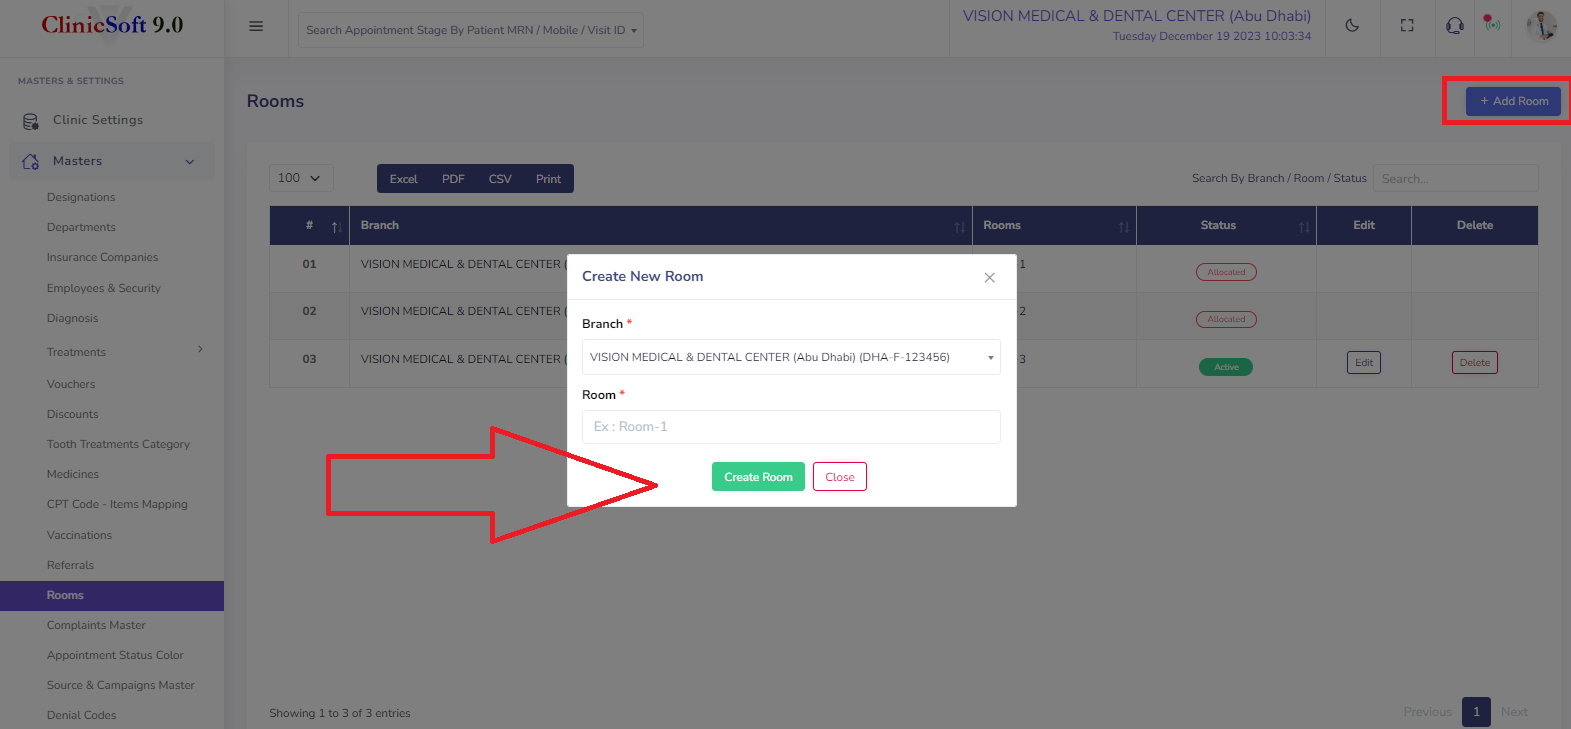 ClinicSoft 9.0
Search Appointment Stage By Patient MRN / Mobile / Visit ID
VISION MEDICAL & DENTAL CENTER (Abu Dhabi)
Tuesday December 19 2023 10:03:34
MASTERS & SETTINGS
Clinic Settings
Masters
Designations
Departments
Insurance Companies
Employees & Security
Diagnosis
Treatments
Vouchers
Discounts
Tooth Treatments Category
Medicines
CPT Code - Items Mapping
Vaccinations
Referrals
Rooms
Complaints Master
Appointment Status Color
Source & Campaigns Master
Denial Codes
Rooms
+ Add Room
100
Excel PDF CSV Print
Search By Branch / Room / Status Search...
# Branch Rooms Status Edit Delete
01 VISION MEDICAL & DENTAL CENTER ( -1 Allocated
02 VISION MEDICAL & DENTAL CENTER ( -2 Allocated
03 VISION MEDICAL & DENTAL CENTER ( -3 Active Edit Delete
Create New Room
Branch *
VISION MEDICAL & DENTAL CENTER (Abu Dhabi) (DHA-F-123456)
Room *
Ex : Room-1
Create Room Close
Showing 1 to 3 of 3 entries
Previous 1 Next